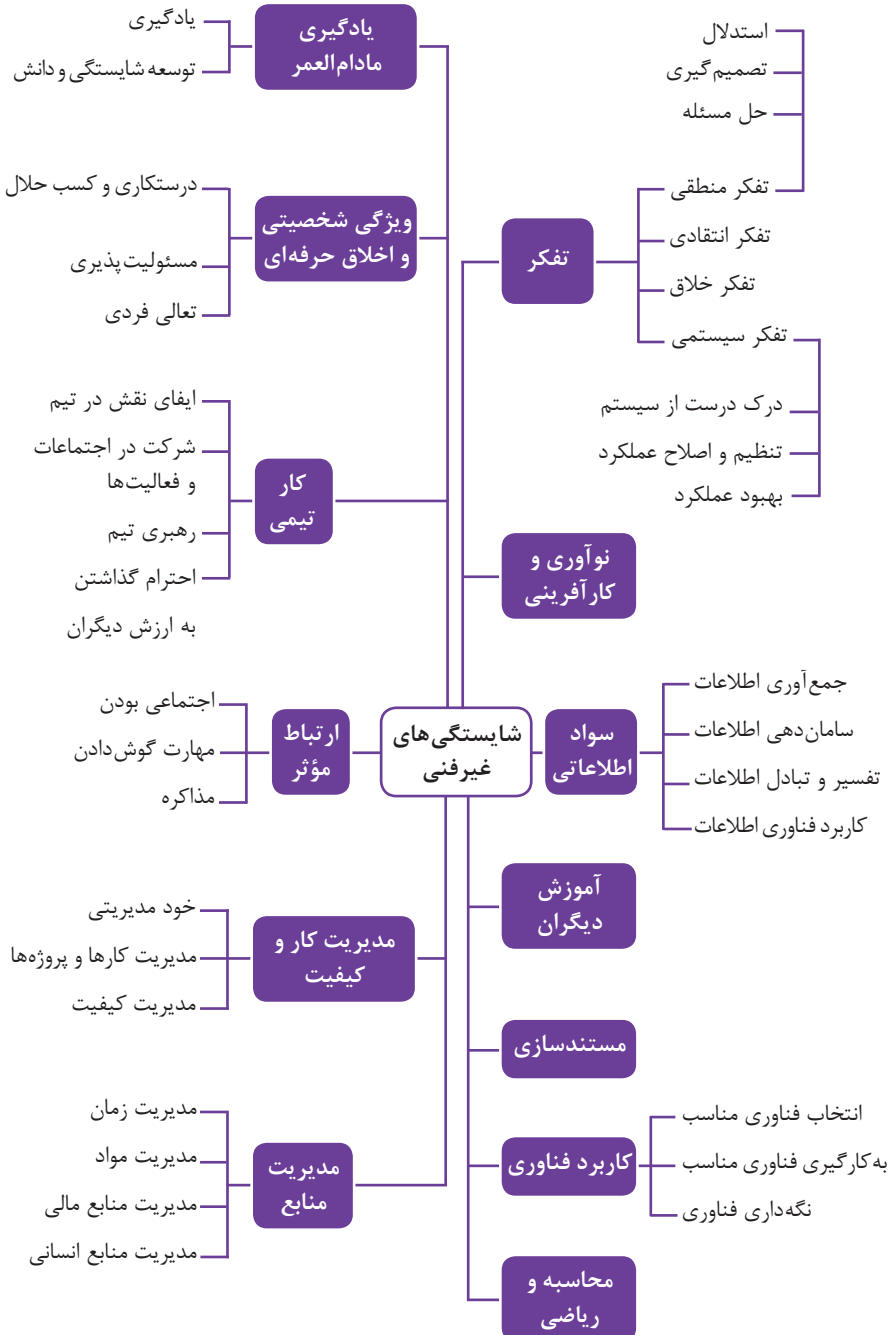 شایستگی‌های
غیرفنی
تفکر
استدلال
تصمیم‌گیری
حل مسئله
تفکر منطقی
تفکر انتقادی
تفکر خلاق
تفکر سیستمی
درک درست از سیستم
تنظیم و اصلاح عملکرد
بهبود عملکرد
نوآوری و
کارآفرینی
سواد
اطلاعاتی
جمع‌آوری اطلاعات
سامان‌دهی اطلاعات
تفسیر و تبادل اطلاعات
کاربرد فناوری اطلاعات
آموزش
دیگران
مستندسازی
کاربرد فناوری
انتخاب فناوری مناسب
به‌کارگیری فناوری مناسب
نگه‌داری فناوری
محاسبه و
ریاضی
یادگیری
مادام‌العمر
یادگیری
توسعه شایستگی و دانش
ویژگی شخصیتی
و اخلاق حرفه‌ای
درستکاری و کسب حلال
مسئولیت‌پذیری
تعالی فردی
کار
تیمی
ایفای نقش در تیم
شرکت در اجتماعات
و فعالیت‌ها
رهبری تیم
احترام گذاشتن
به ارزش دیگران
ارتباط
مؤثر
اجتماعی بودن
مهارت گوش‌دادن
مذاکره
مدیریت کار و
کیفیت
خود مدیریتی
مدیریت کارها و پروژه‌ها
مدیریت کیفیت
مدیریت
منابع
مدیریت زمان
مدیریت مواد
مدیریت منابع مالی
مدیریت منابع انسانی